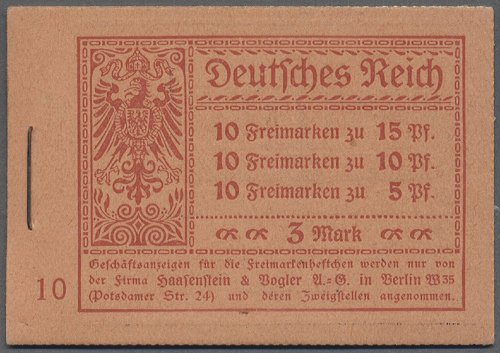 Deutsches Reich
10 Freimarken zu 15 Pf.
10 Freimarken zu 10 Pf.
10 Freimarken zu 5 Pf.
3 Mark
Geschäftsanzeigen für die Freimarkenheftchen werden nur von
der Firma Haasenstein & Vogler A.=G. in Berlin W35
(Potsdamer Str. 24) und deren Zweigstellen angenommen.
10